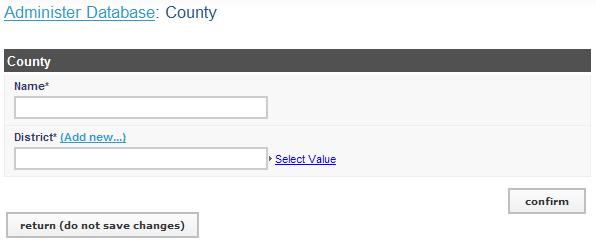 Administer Database: County
County
Name*
District* (Add new...)
Select Value
confirm
return (do not save changes)